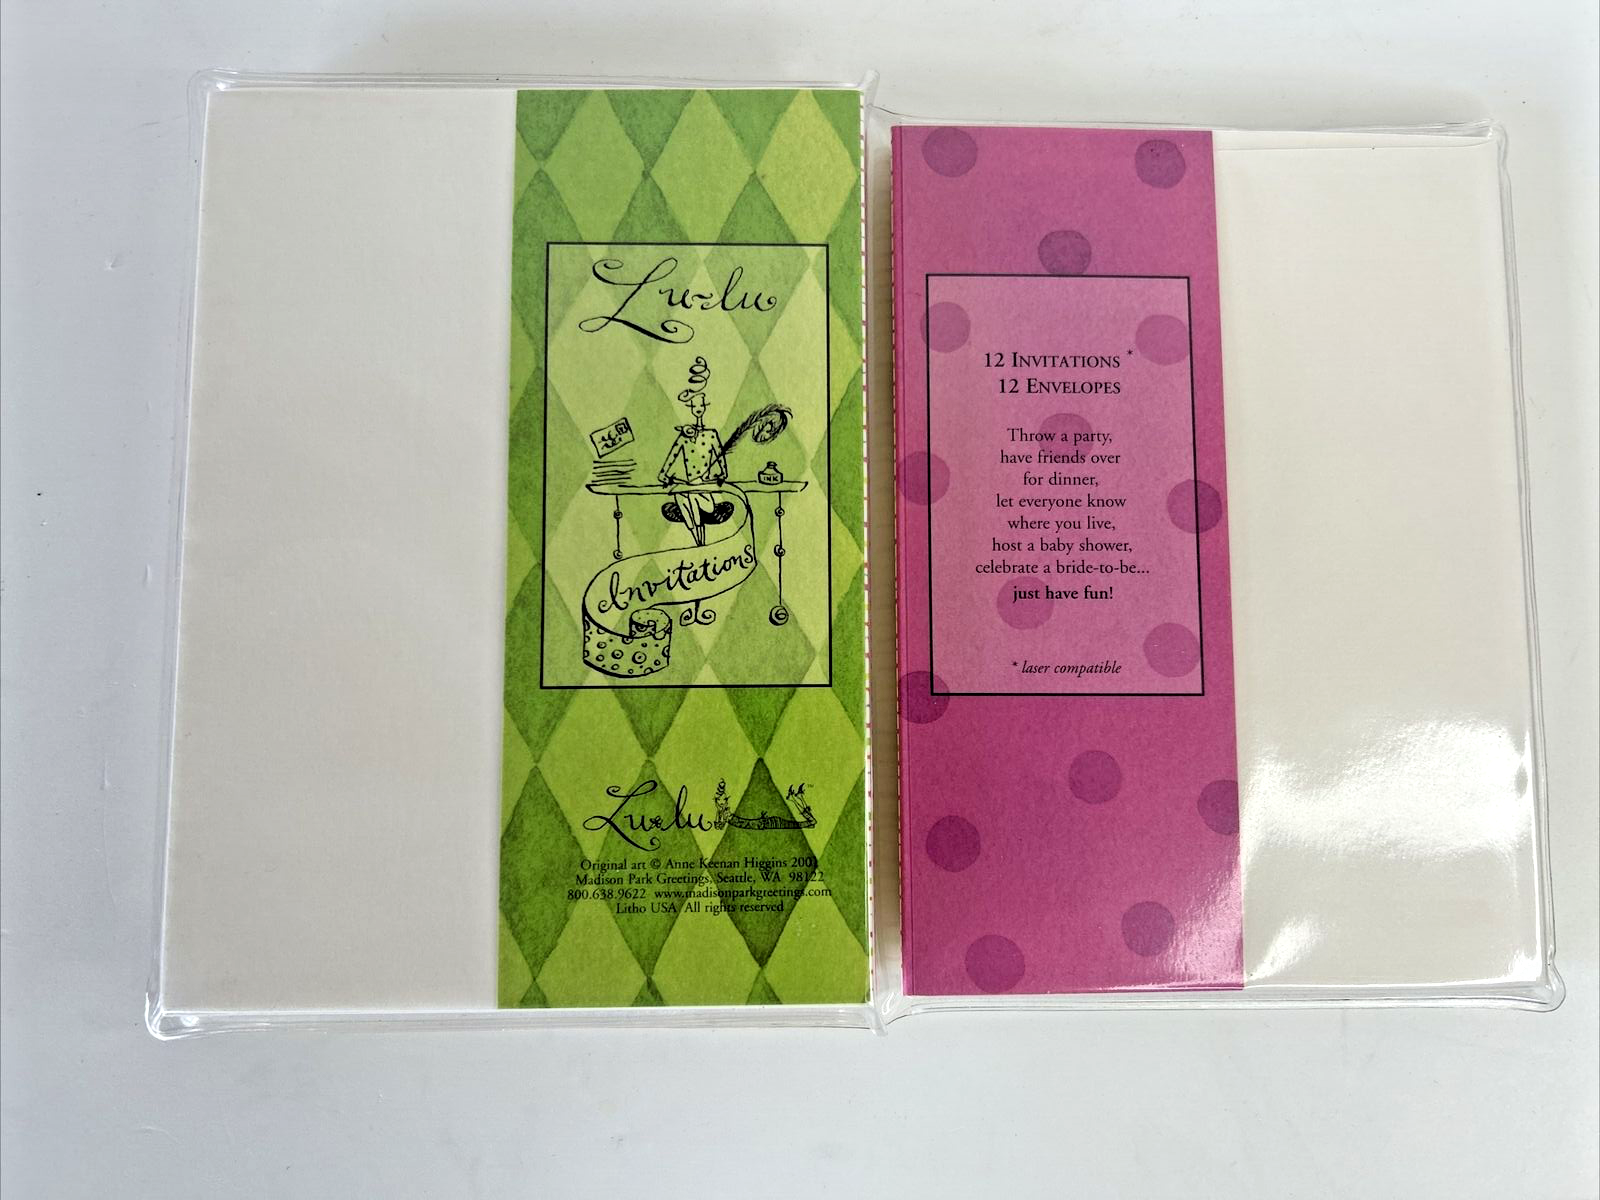 Lu-lu
INK
Invitations
Lu-lu™
Original art © Anne Keenan Higgins 2001
Madison Park Greetings, Seattle, WA 98122
800.638.9622 www.madisonparkgreetings.com
Litho USA All rights reserved
12 INVITATIONS *
12 ENVELOPES
Throw a party,
have friends over
for dinner,
let everyone know
where you live,
host a baby shower,
celebrate a bride-to-be...
just have fun!
* laser compatible